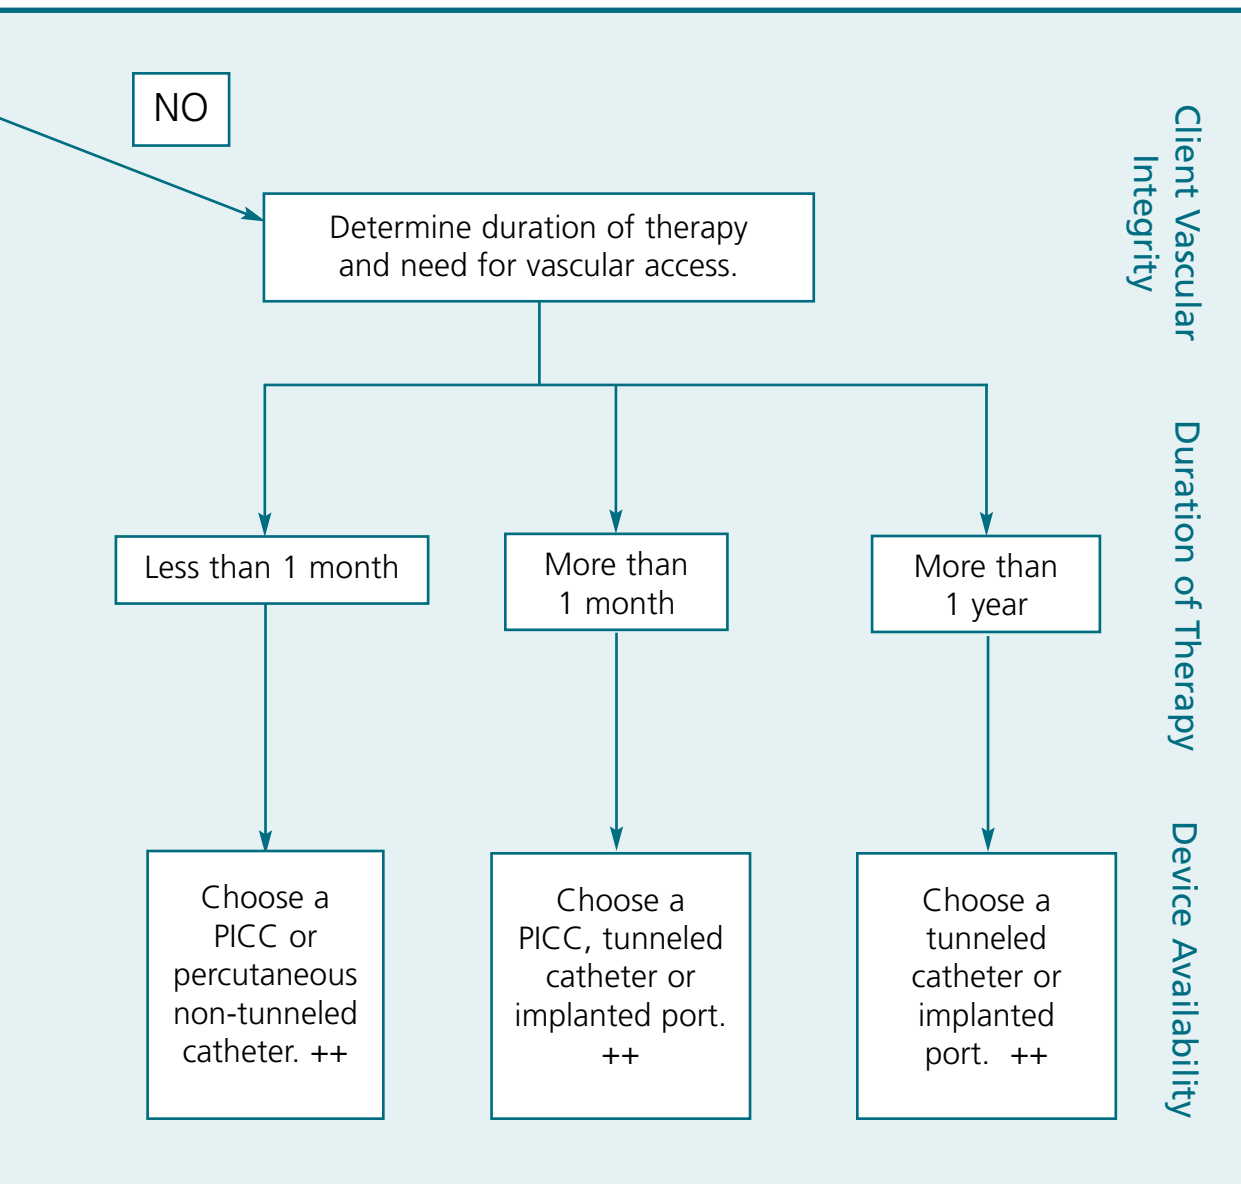 NO
Determine duration of therapy
and need for vascular access.
Less than 1 month
More than
1 month
More than
1 year
Choose a
PICC or
percutaneous
non-tunneled
catheter. ++
Choose a
PICC, tunneled
catheter or
implanted port.
++
Choose a
tunneled
catheter or
implanted
port. ++
Client Vascular
Integrity
Duration of Therapy
Device Availability